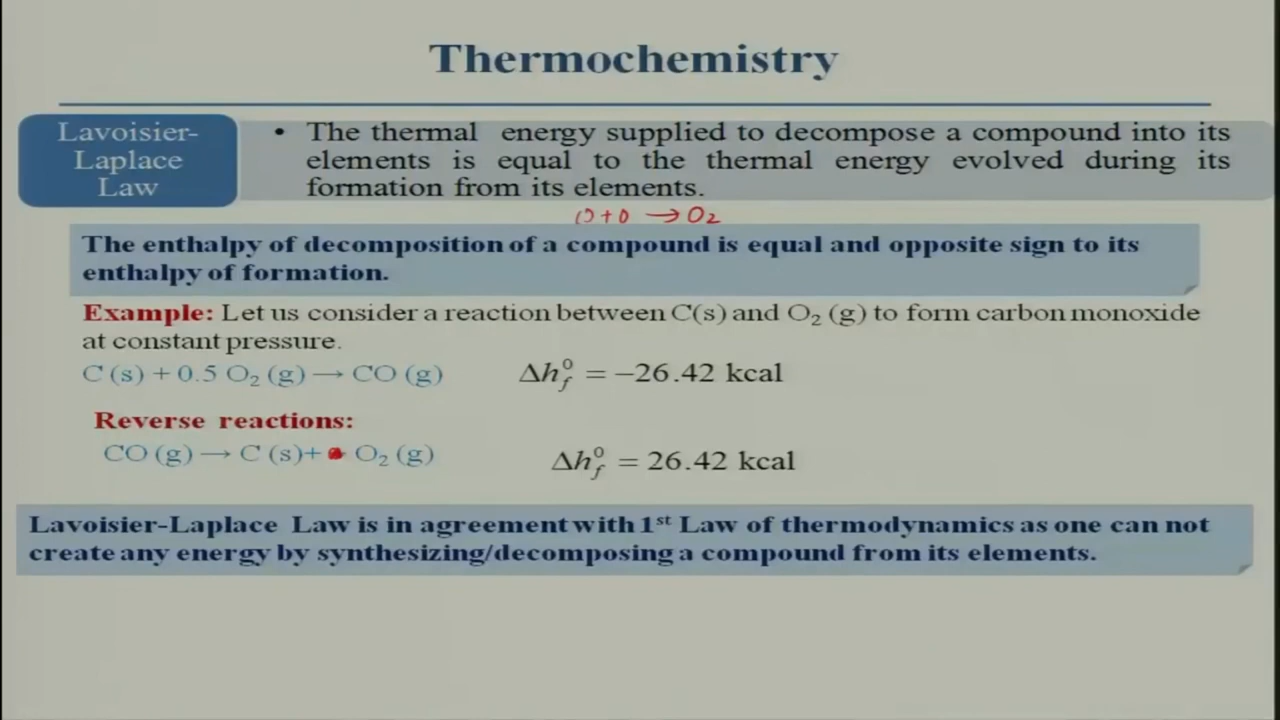 Thermochemistry
Lavoisier-
Laplace
Law
• The thermal energy supplied to decompose a compound into its
elements is equal to the thermal energy evolved during its
formation from its elements.
O + O → O₂
The enthalpy of decomposition of a compound is equal and opposite sign to its
enthalpy of formation.
Example: Let us consider a reaction between C(s) and O₂ (g) to form carbon monoxide
at constant pressure.
C (s) + 0.5 O₂ (g) → CO (g) Δh⁰f = −26.42 kcal
Reverse reactions:
CO (g) → C (s)+ O₂ (g) Δh⁰f = 26.42 kcal
Lavoisier-Laplace Law is in agreement with 1ˢᵗ Law of thermodynamics as one can not
create any energy by synthesizing/decomposing a compound from its elements.